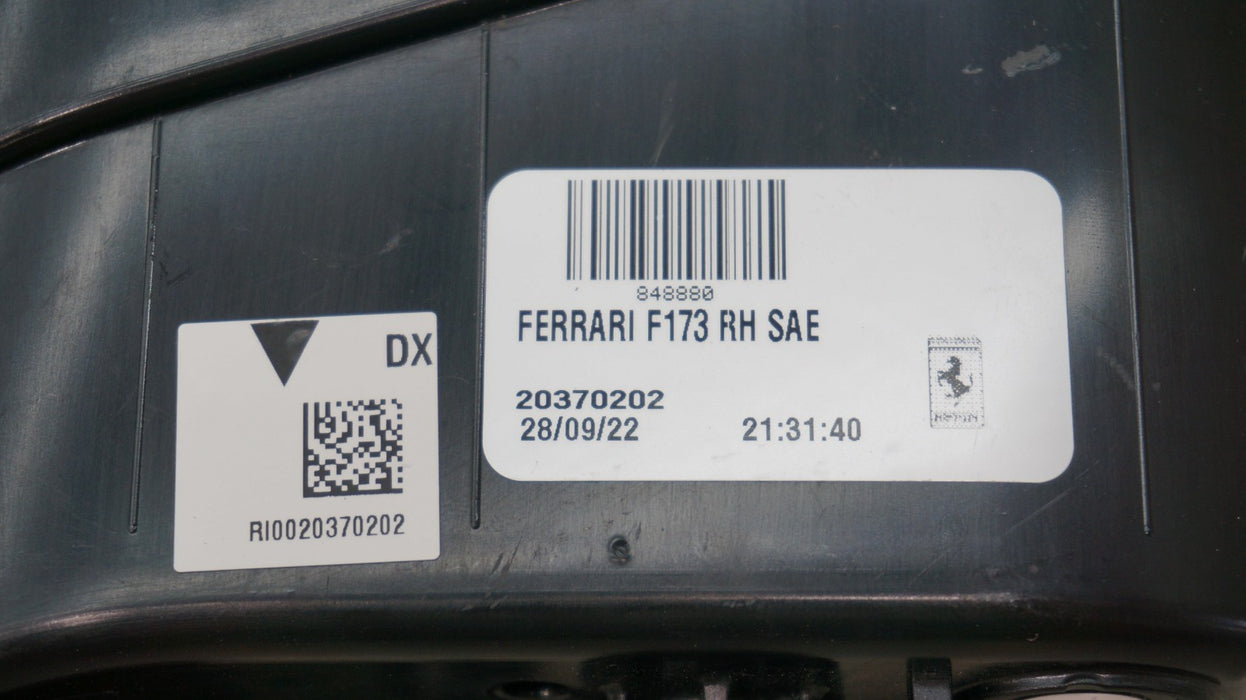 DX
RI0020370202
848880
FERRARI F173 RH SAE
20370202
28/09/22 21:31:40